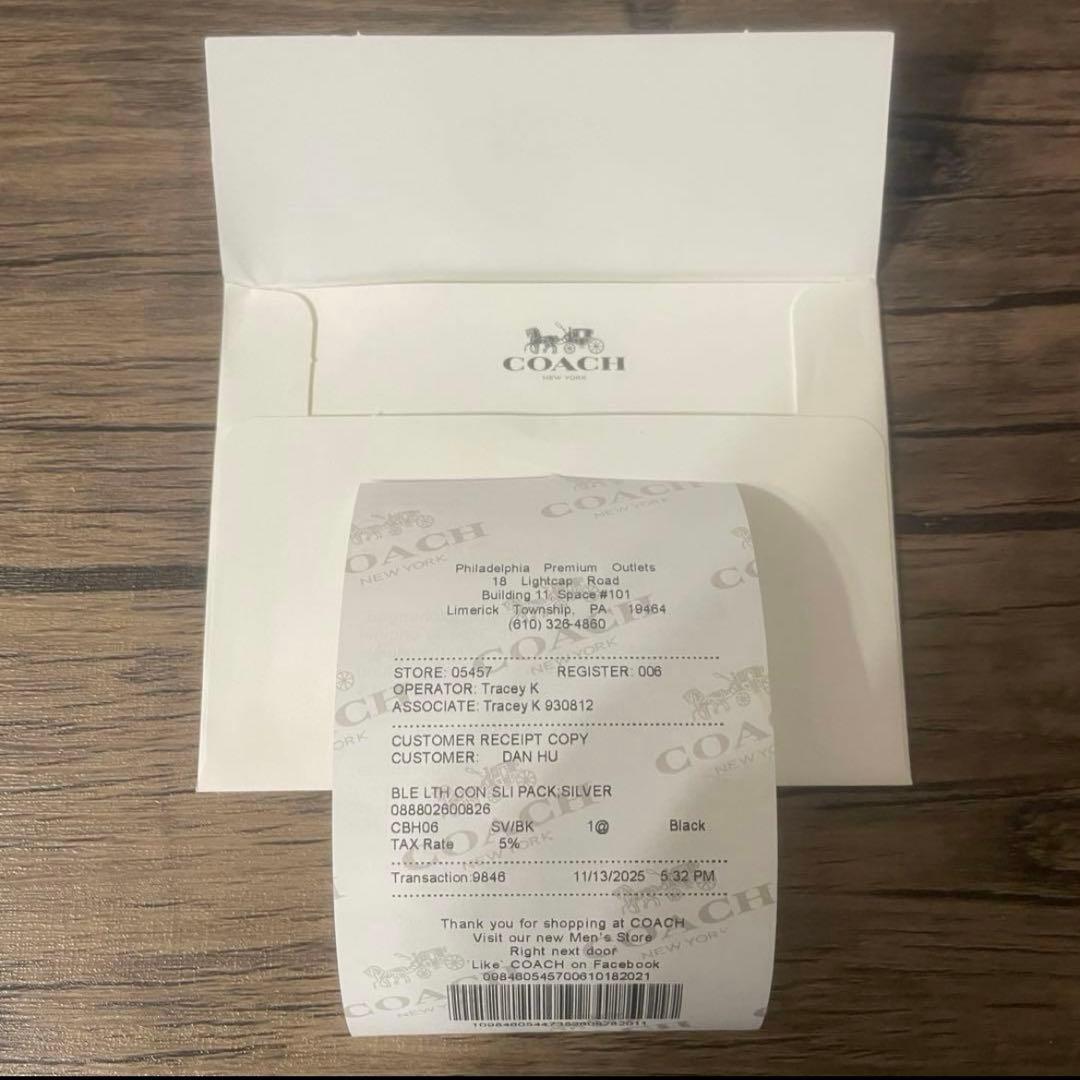 COACH
NEW YORK
Philadelphia Premium Outlets
18 Lightcap Road
Building 11, Space #101
Limerick Township, PA 19464
(610) 326-4860
STORE: 05457 REGISTER: 006
OPERATOR: Tracey K
ASSOCIATE: Tracey K 930812
CUSTOMER RECEIPT COPY
CUSTOMER: DAN HU
BLE LTH CON SLI PACK;SILVER
088802600826
CBH06 SV/BK 1@ Black
TAX Rate 5%
Transaction:9846 11/13/2025 5:32 PM
Thank you for shopping at COACH
Visit our new Men's Store
Right next door
`Like` COACH on Facebook
098460545700610182021